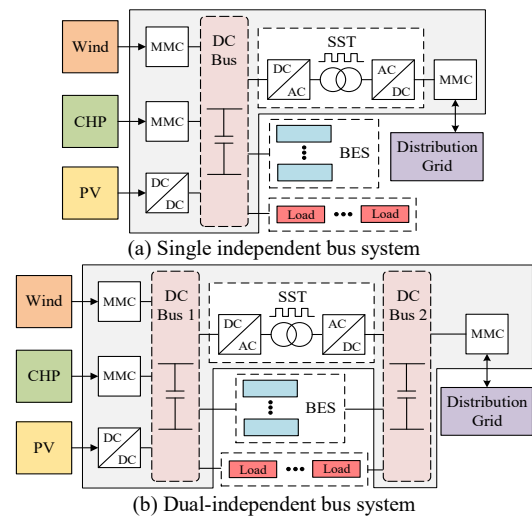 Wind
MMC
DC
Bus
SST
DC
AC
AC
DC
MMC
CHP
MMC
BES
Distribution
Grid
PV
DC
DC
Load
Load
(a) Single independent bus system
Wind
MMC
DC
Bus 1
SST
DC
AC
AC
DC
DC
Bus 2
MMC
CHP
MMC
BES
Distribution
Grid
PV
DC
DC
Load
Load
(b) Dual-independent bus system